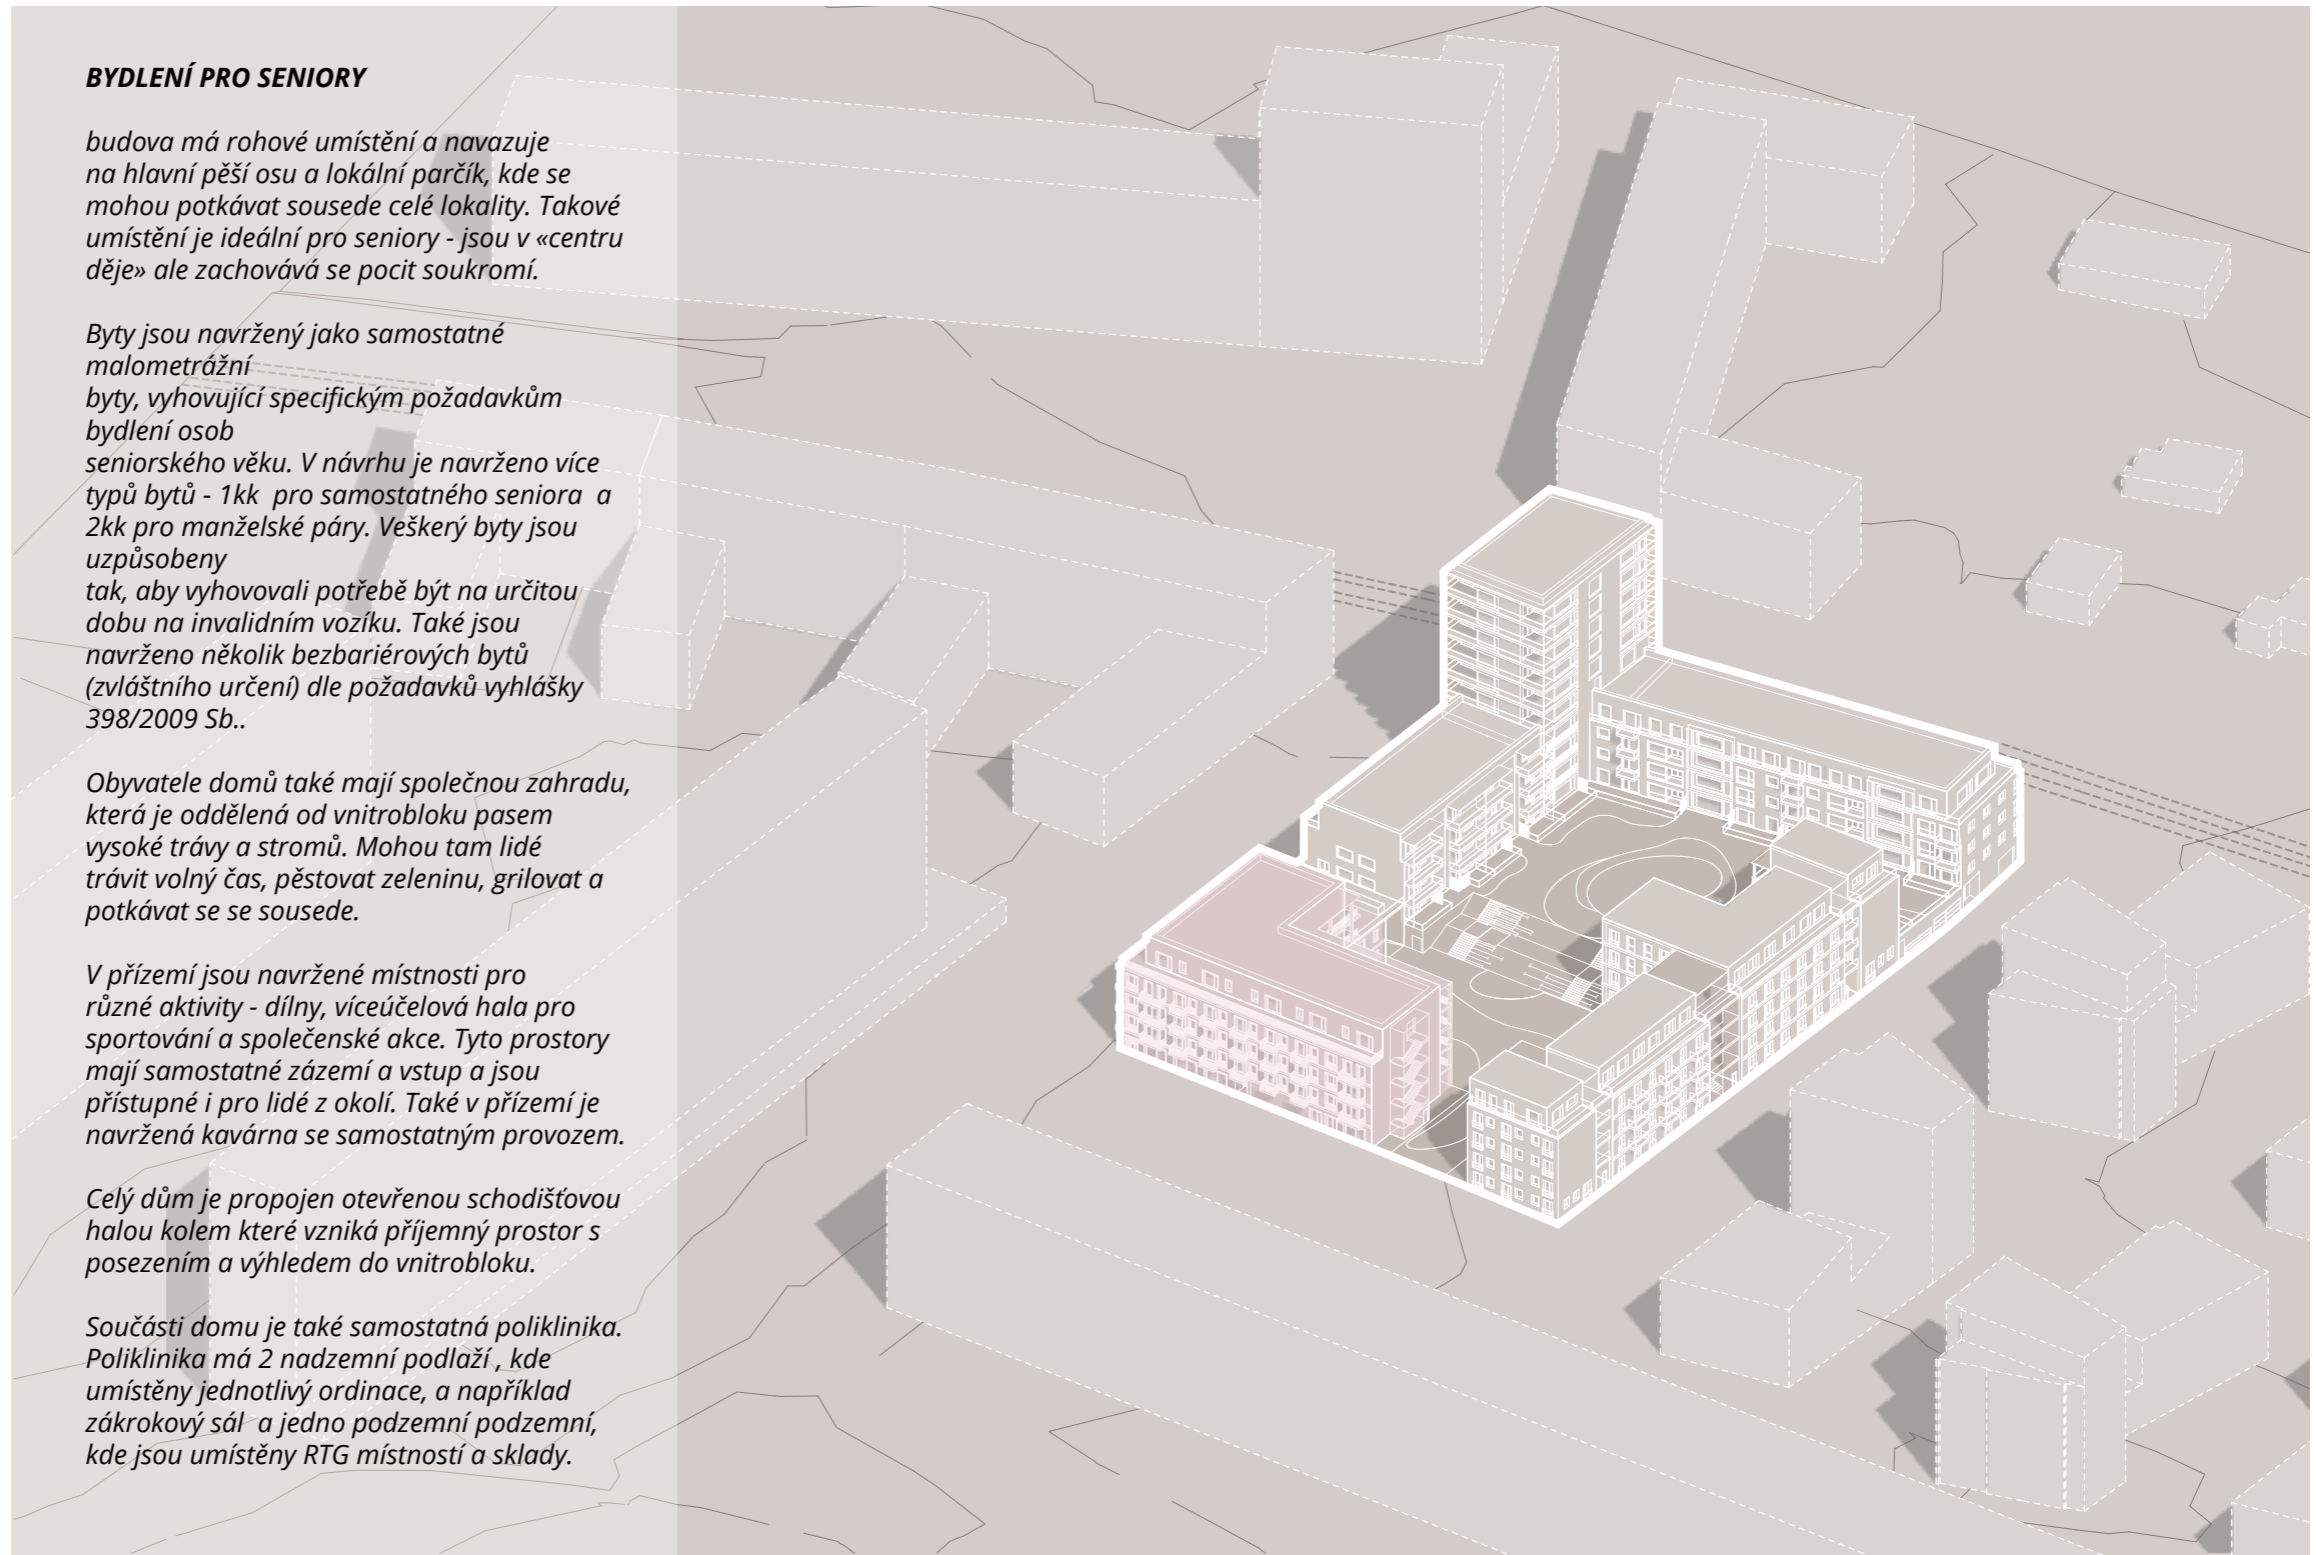 BYDLENÍ PRO SENIORY
budova má rohové umístění a navazuje
na hlavní pěší osu a lokální parčík, kde se
mohou potkávat sousede celé lokality. Takové
umístění je ideální pro seniory - jsou v «centru
děje» ale zachovává se pocit soukromí.
Byty jsou navržený jako samostatné
malometrážní
byty, vyhovující specifickým požadavkům
bydlení osob
seniorského věku. V návrhu je navrženo více
typů bytů - 1kk  pro samostatného seniora  a
2kk pro manželské páry. Veškerý byty jsou
uzpůsobeny
tak, aby vyhovovali potřebě být na určitou
dobu na invalidním vozíku. Také jsou
navrženo několik bezbariérových bytů
(zvláštního určení) dle požadavků vyhlášky
398/2009 Sb..
Obyvatele domů také mají společnou zahradu,
která je oddělená od vnitrobloku pasem
vysoké trávy a stromů. Mohou tam lidé
trávit volný čas, pěstovat zeleninu, grilovat a
potkávat se se sousede.
V přízemí jsou navržené místnosti pro
různé aktivity - dílny, víceúčelová hala pro
sportování a společenské akce. Tyto prostory
mají samostatné zázemí a vstup a jsou
přístupné i pro lidé z okolí. Také v přízemí je
navržená kavárna se samostatným provozem.
Celý dům je propojen otevřenou schodišťovou
halou kolem které vzniká příjemný prostor s
posezením a výhledem do vnitrobloku.
Součásti domu je také samostatná poliklinika.
Poliklinika má 2 nadzemní podlaží , kde
umístěny jednotlivý ordinace, a například
zákrokový sál  a jedno podzemní podzemní,
kde jsou umístěny RTG místností a sklady.